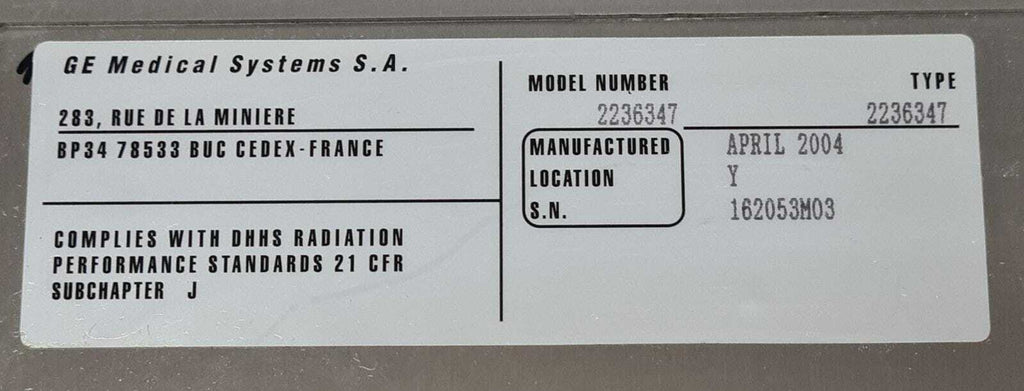 GE Medical Systems S.A.
283, RUE DE LA MINIERE
BP34 78533 BUC CEDEX-FRANCE
COMPLIES WITH DHHS RADIATION
PERFORMANCE STANDARDS 21 CFR
SUBCHAPTER J
MODEL NUMBER TYPE
2236347 2236347
MANUFACTURED APRIL 2004
LOCATION Y
S.N. 162053M03